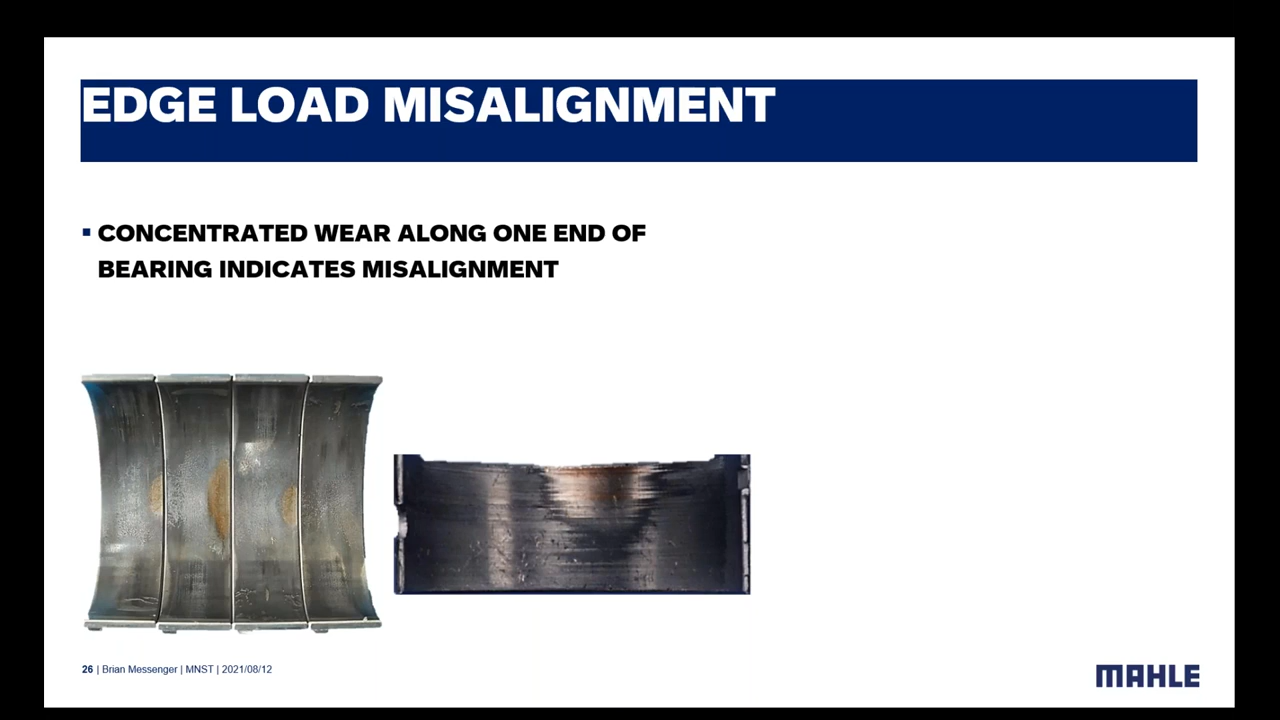 EDGE LOAD MISALIGNMENT
▪ CONCENTRATED WEAR ALONG ONE END OF
BEARING INDICATES MISALIGNMENT
26 | Brian Messenger | MNST | 2021/08/12
MAHLE